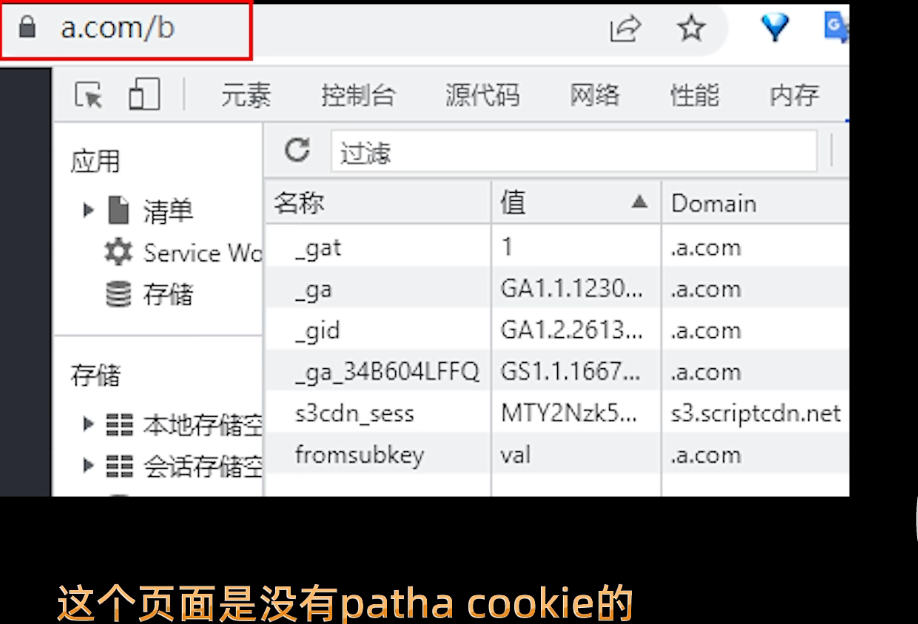 a.com/b
元素 控制台 源代码 网络 性能 内存
应用
过滤
清单
名称 值 Domain
Service Wo
_gat 1 .a.com
存储
_ga GA1.1.1230... .a.com
_gid GA1.2.2613... .a.com
存储
_ga_34B604LFFQ GS1.1.1667... .a.com
本地存储空
s3cdn_sess MTY2Nzk5... s3.scriptcdn.net
会话存储空
fromsubkey val .a.com
这个页面是没有patha cookie的